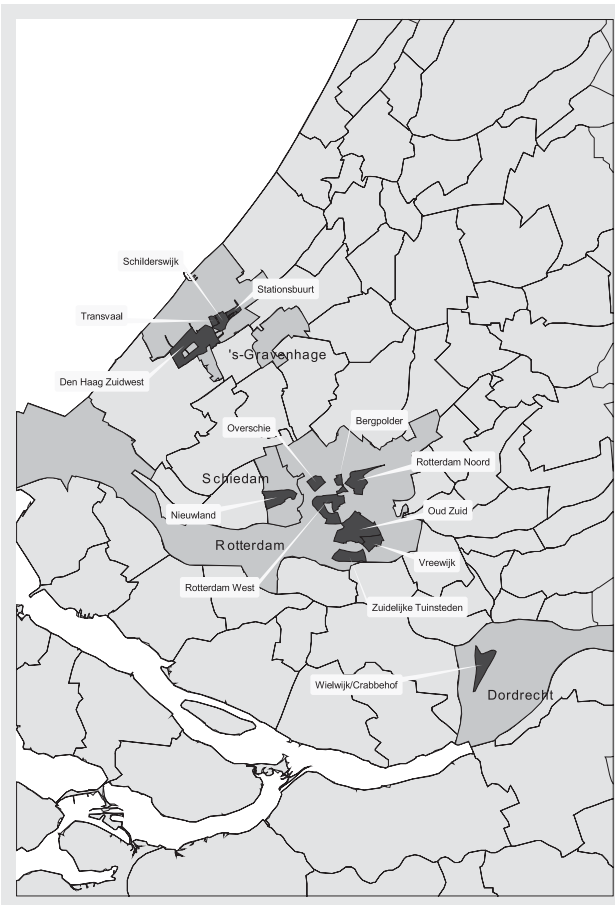 Schilderswijk
Stationsbuurt
Transvaal
's-Gravenhage
Den Haag Zuidwest
Bergpolder
Overschie
Rotterdam Noord
Schiedam
Nieuwland
Oud Zuid
Rotterdam
Vreewijk
Rotterdam West
Zuidelijke Tuinsteden
Wielwijk/Crabbehof
Dordrecht